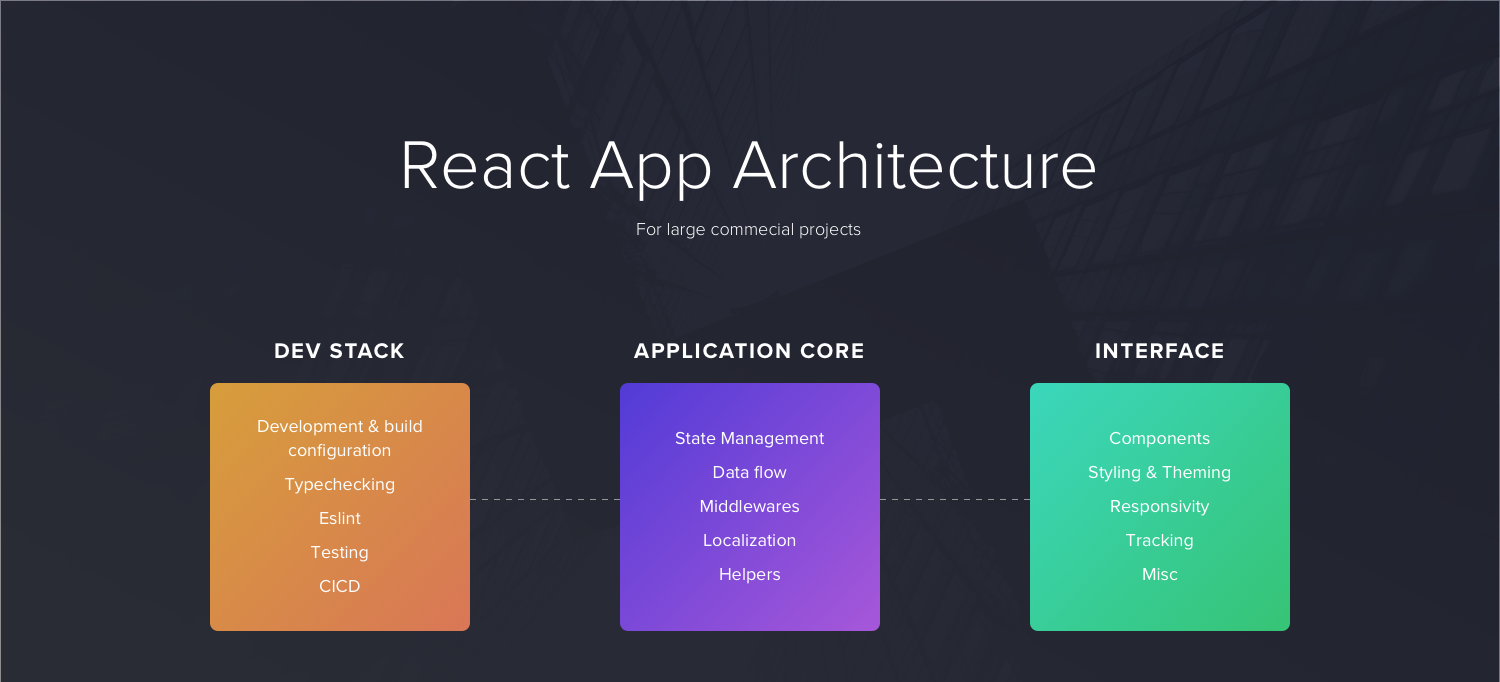 React App Architecture
For large commecial projects
DEV STACK
Development & build
configuration
Typechecking
Eslint
Testing
CICD
APPLICATION CORE
State Management
Data flow
Middlewares
Localization
Helpers
INTERFACE
Components
Styling & Theming
Responsivity
Tracking
Misc